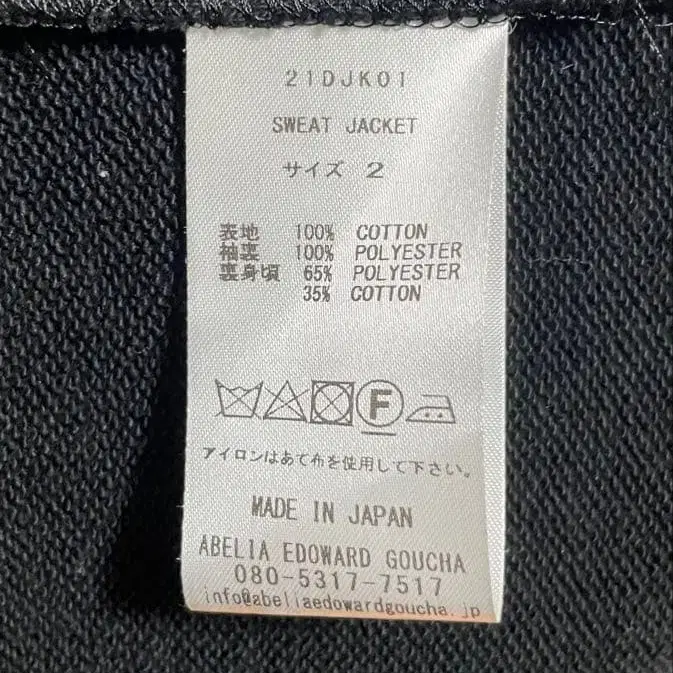 21DJK01
SWEAT JACKET
サイズ 2
表地 100% COTTON
袖裏 100% POLYESTER
裏身頃 65% POLYESTER
35% COTTON
F
アイロンはあて布を使用して下さい。
MADE IN JAPAN
ABELIA EDOWARD GOUCHA
080-5317-7517
info@abeliaedowardgoucha.jp